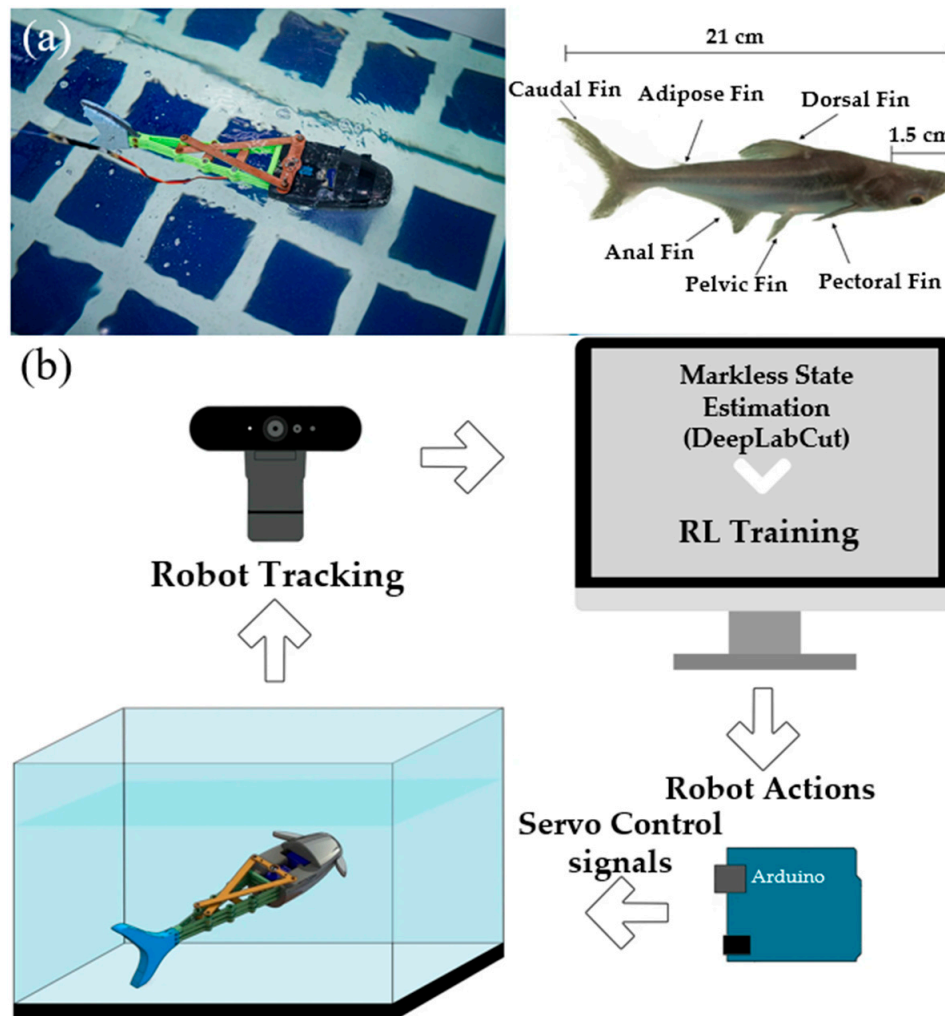 (a)
21 cm
Caudal Fin
Adipose Fin
Dorsal Fin
1.5 cm
Anal Fin
Pelvic Fin
Pectoral Fin
(b)
Markless State
Estimation
(DeepLabCut)
RL Training
Robot Tracking
Robot Actions
Servo Control
signals
Arduino